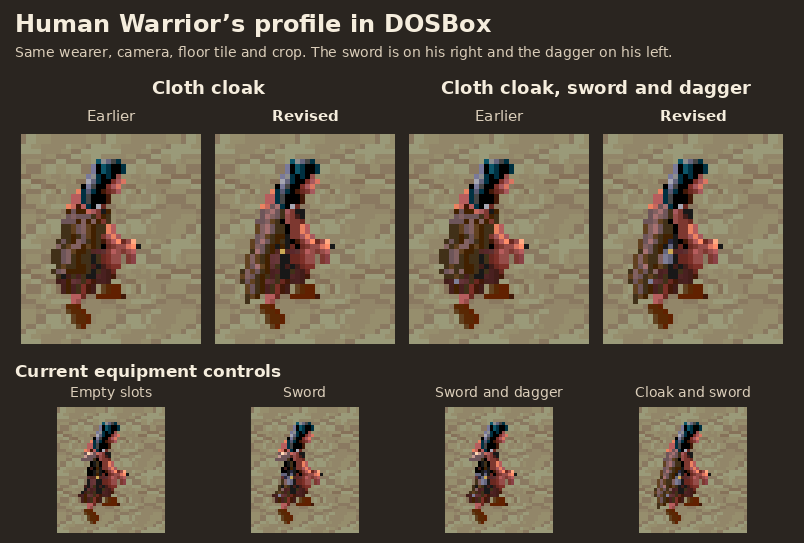 Human Warrior’s profile in DOSBox
Same wearer, camera, floor tile and crop. The sword is on his right and the dagger on his left.
Cloth cloak
Cloth cloak, sword and dagger
Earlier
Revised
Earlier
Revised
Current equipment controls
Empty slots
Sword
Sword and dagger
Cloak and sword